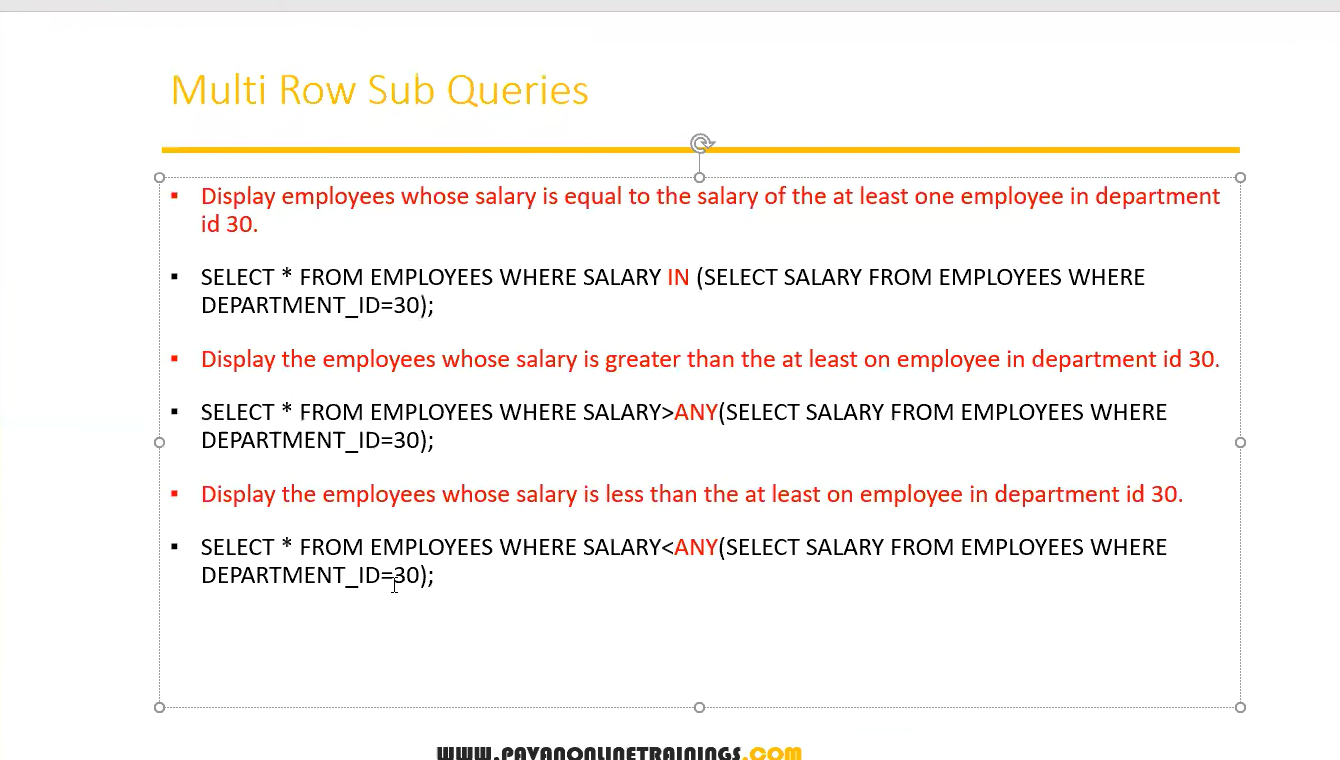 Multi Row Sub Queries
▪ Display employees whose salary is equal to the salary of the at least one employee in department
id 30.
▪ SELECT * FROM EMPLOYEES WHERE SALARY IN (SELECT SALARY FROM EMPLOYEES WHERE
DEPARTMENT_ID=30);
▪ Display the employees whose salary is greater than the at least on employee in department id 30.
▪ SELECT * FROM EMPLOYEES WHERE SALARY>ANY(SELECT SALARY FROM EMPLOYEES WHERE
DEPARTMENT_ID=30);
▪ Display the employees whose salary is less than the at least on employee in department id 30.
▪ SELECT * FROM EMPLOYEES WHERE SALARY<ANY(SELECT SALARY FROM EMPLOYEES WHERE
DEPARTMENT_ID=30);
WWW.PAVANONLINETRAININGS.COM